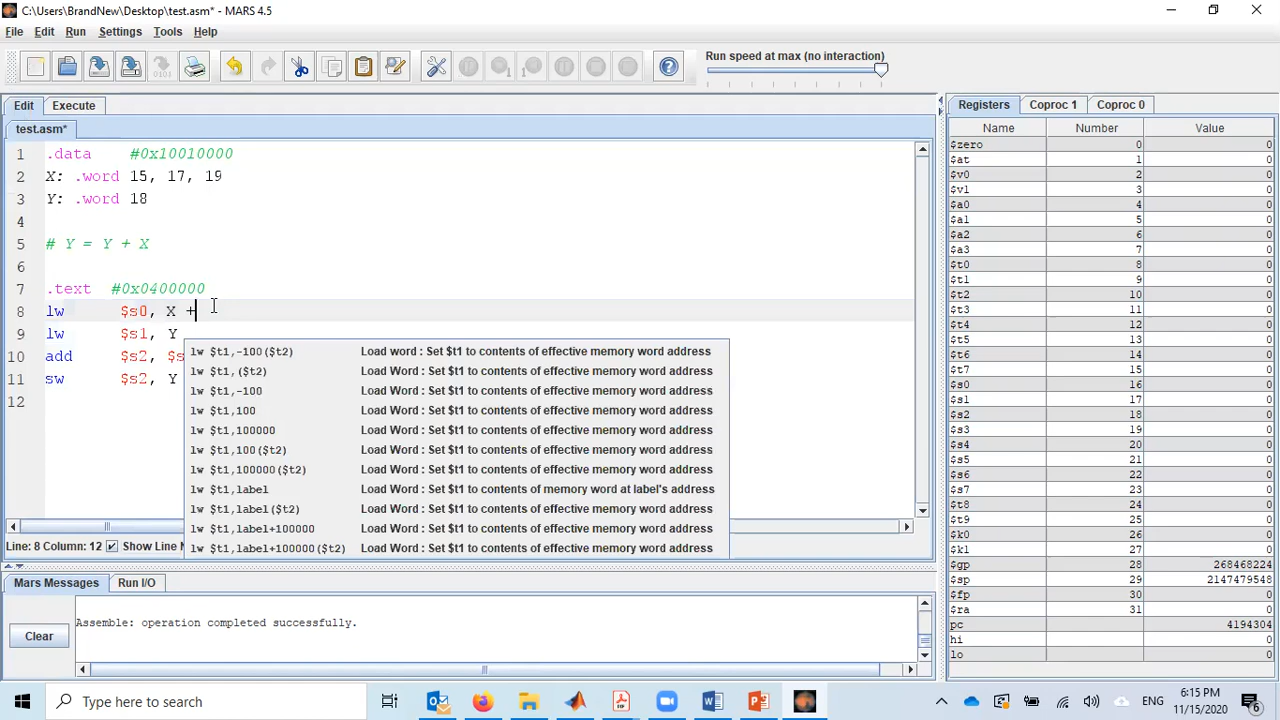 C:\Users\BrandNew\Desktop\test.asm* - MARS 4.5
File Edit Run Settings Tools Help
Run speed at max (no interaction)
Edit Execute
test.asm*
1 .data #0x10010000
2 X: .word 15, 17, 19
3 Y: .word 18
4
5 # Y = Y + X
6
7 .text #0x0400000
8 lw $s0, X +
9 lw $s1, Y
10 add $s2, $s
11 sw $s2, Y
12
lw $t1,-100($t2) Load word : Set $t1 to contents of effective memory word address
lw $t1,($t2) Load Word : Set $t1 to contents of effective memory word address
lw $t1,-100 Load Word : Set $t1 to contents of effective memory word address
lw $t1,100 Load Word : Set $t1 to contents of effective memory word address
lw $t1,100000 Load Word : Set $t1 to contents of effective memory word address
lw $t1,100($t2) Load Word : Set $t1 to contents of effective memory word address
lw $t1,100000($t2) Load Word : Set $t1 to contents of effective memory word address
lw $t1,label Load Word : Set $t1 to contents of memory word at label's address
lw $t1,label($t2) Load Word : Set $t1 to contents of effective memory word address
lw $t1,label+100000 Load Word : Set $t1 to contents of effective memory word address
lw $t1,label+100000($t2) Load Word : Set $t1 to contents of effective memory word address
Line: 8 Column: 12 Show Line N
Mars Messages Run I/O
Assemble: operation completed successfully.
Clear
Registers Coproc 1 Coproc 0
Name Number Value
$zero 0 0
$at 1 0
$v0 2 0
$v1 3 0
$a0 4 0
$a1 5 0
$a2 6 0
$a3 7 0
$t0 8 0
$t1 9 0
$t2 10 0
$t3 11 0
$t4 12 0
$t5 13 0
$t6 14 0
$t7 15 0
$s0 16 0
$s1 17 0
$s2 18 0
$s3 19 0
$s4 20 0
$s5 21 0
$s6 22 0
$s7 23 0
$t8 24 0
$t9 25 0
$k0 26 0
$k1 27 0
$gp 28 268468224
$sp 29 2147479548
$fp 30 0
$ra 31 0
pc 4194304
hi 0
lo 0
Type here to search
ENG
6:15 PM
11/15/2020
6